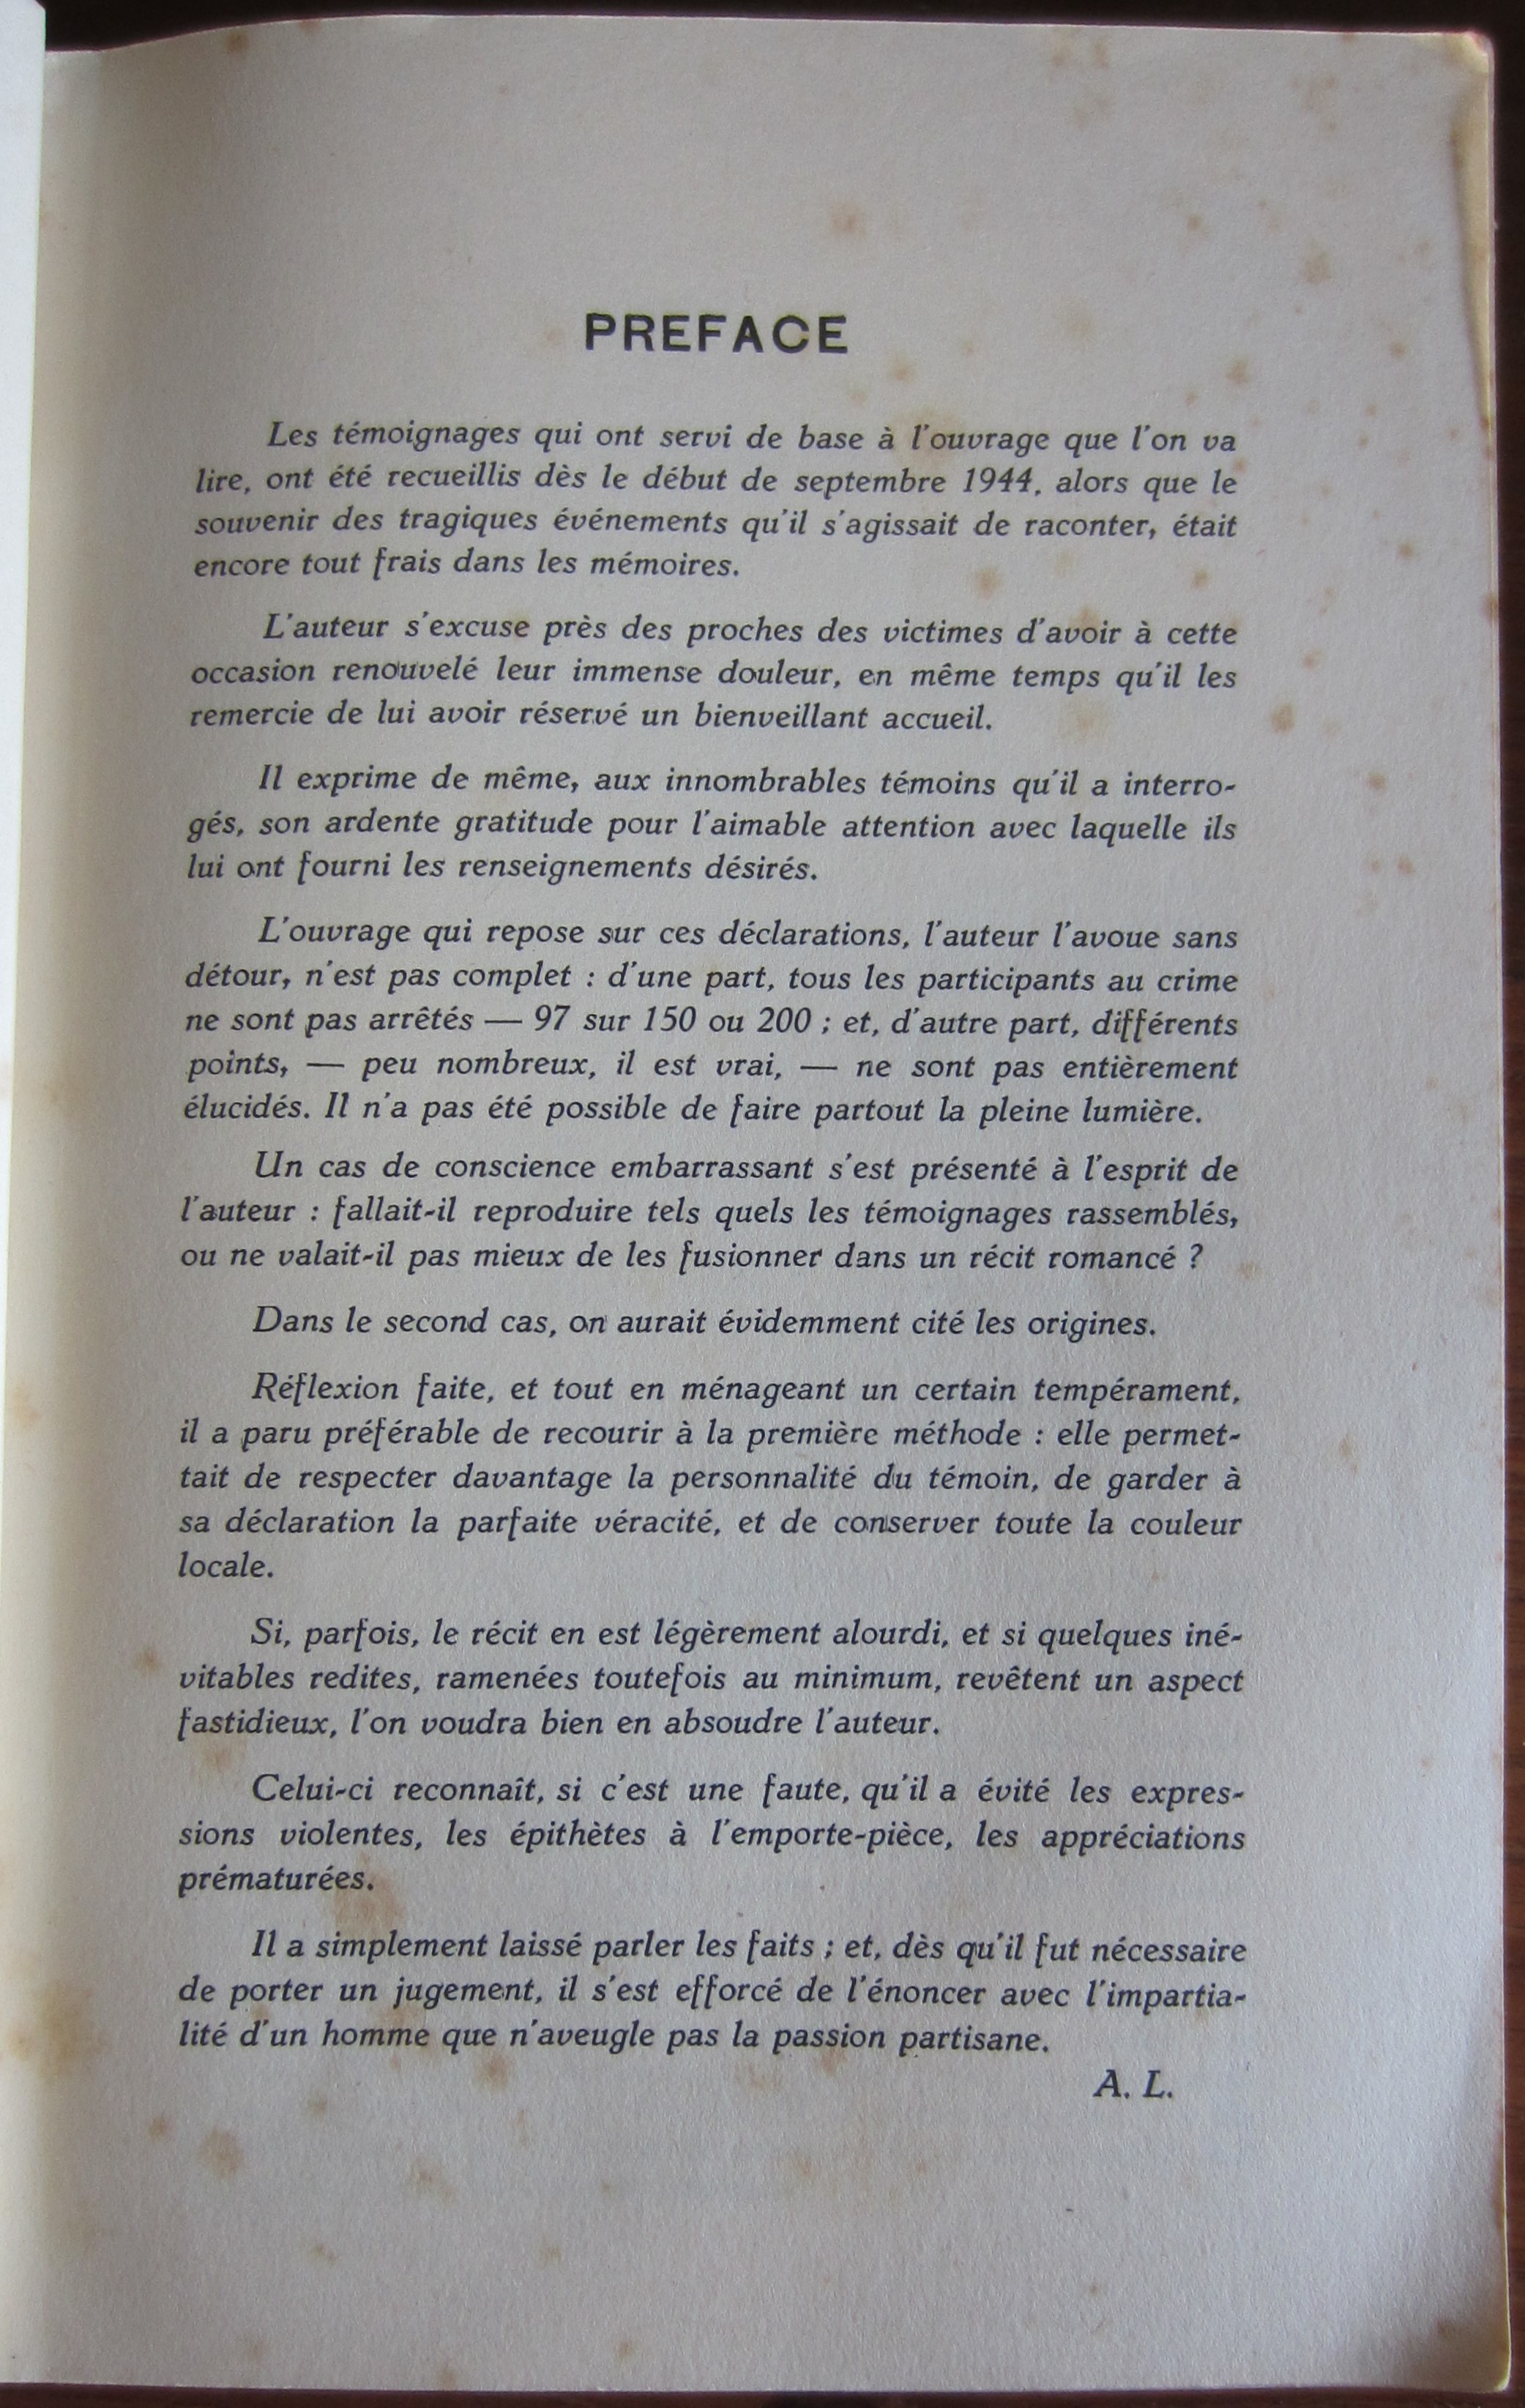 PREFACE
Les témoignages qui ont servi de base à l'ouvrage que l'on va
lire, ont été recueillis dès le début de septembre 1944, alors que le
souvenir des tragiques événements qu'il s'agissait de raconter, était
encore tout frais dans les mémoires.
L'auteur s'excuse près des proches des victimes d'avoir à cette
occasion renouvelé leur immense douleur, en même temps qu'il les
remercie de lui avoir réservé un bienveillant accueil.
Il exprime de même, aux innombrables témoins qu'il a interro-
gés, son ardente gratitude pour l'aimable attention avec laquelle ils
lui ont fourni les renseignements désirés.
L'ouvrage qui repose sur ces déclarations, l'auteur l'avoue sans
détour, n'est pas complet : d'une part, tous les participants au crime
ne sont pas arrêtés — 97 sur 150 ou 200 ; et, d'autre part, différents
points, — peu nombreux, il est vrai, — ne sont pas entièrement
élucidés. Il n'a pas été possible de faire partout la pleine lumière.
Un cas de conscience embarrassant s'est présenté à l'esprit de
l'auteur : fallait-il reproduire tels quels les témoignages rassemblés,
ou ne valait-il pas mieux de les fusionner dans un récit romancé ?
Dans le second cas, on aurait évidemment cité les origines.
Réflexion faite, et tout en ménageant un certain tempérament,
il a paru préférable de recourir à la première méthode : elle permet-
tait de respecter davantage la personnalité du témoin, de garder à
sa déclaration la parfaite véracité, et de conserver toute la couleur
locale.
Si, parfois, le récit en est légèrement alourdi, et si quelques iné-
vitables redites, ramenées toutefois au minimum, revêtent un aspect
fastidieux, l'on voudra bien en absoudre l'auteur.
Celui-ci reconnaît, si c'est une faute, qu'il a évité les expres-
sions violentes, les épithètes à l'emporte-pièce, les appréciations
prématurées.
Il a simplement laissé parler les faits ; et, dès qu'il fut nécessaire
de porter un jugement, il s'est efforcé de l'énoncer avec l'impartia-
lité d'un homme que n'aveugle pas la passion partisane.
A. L.